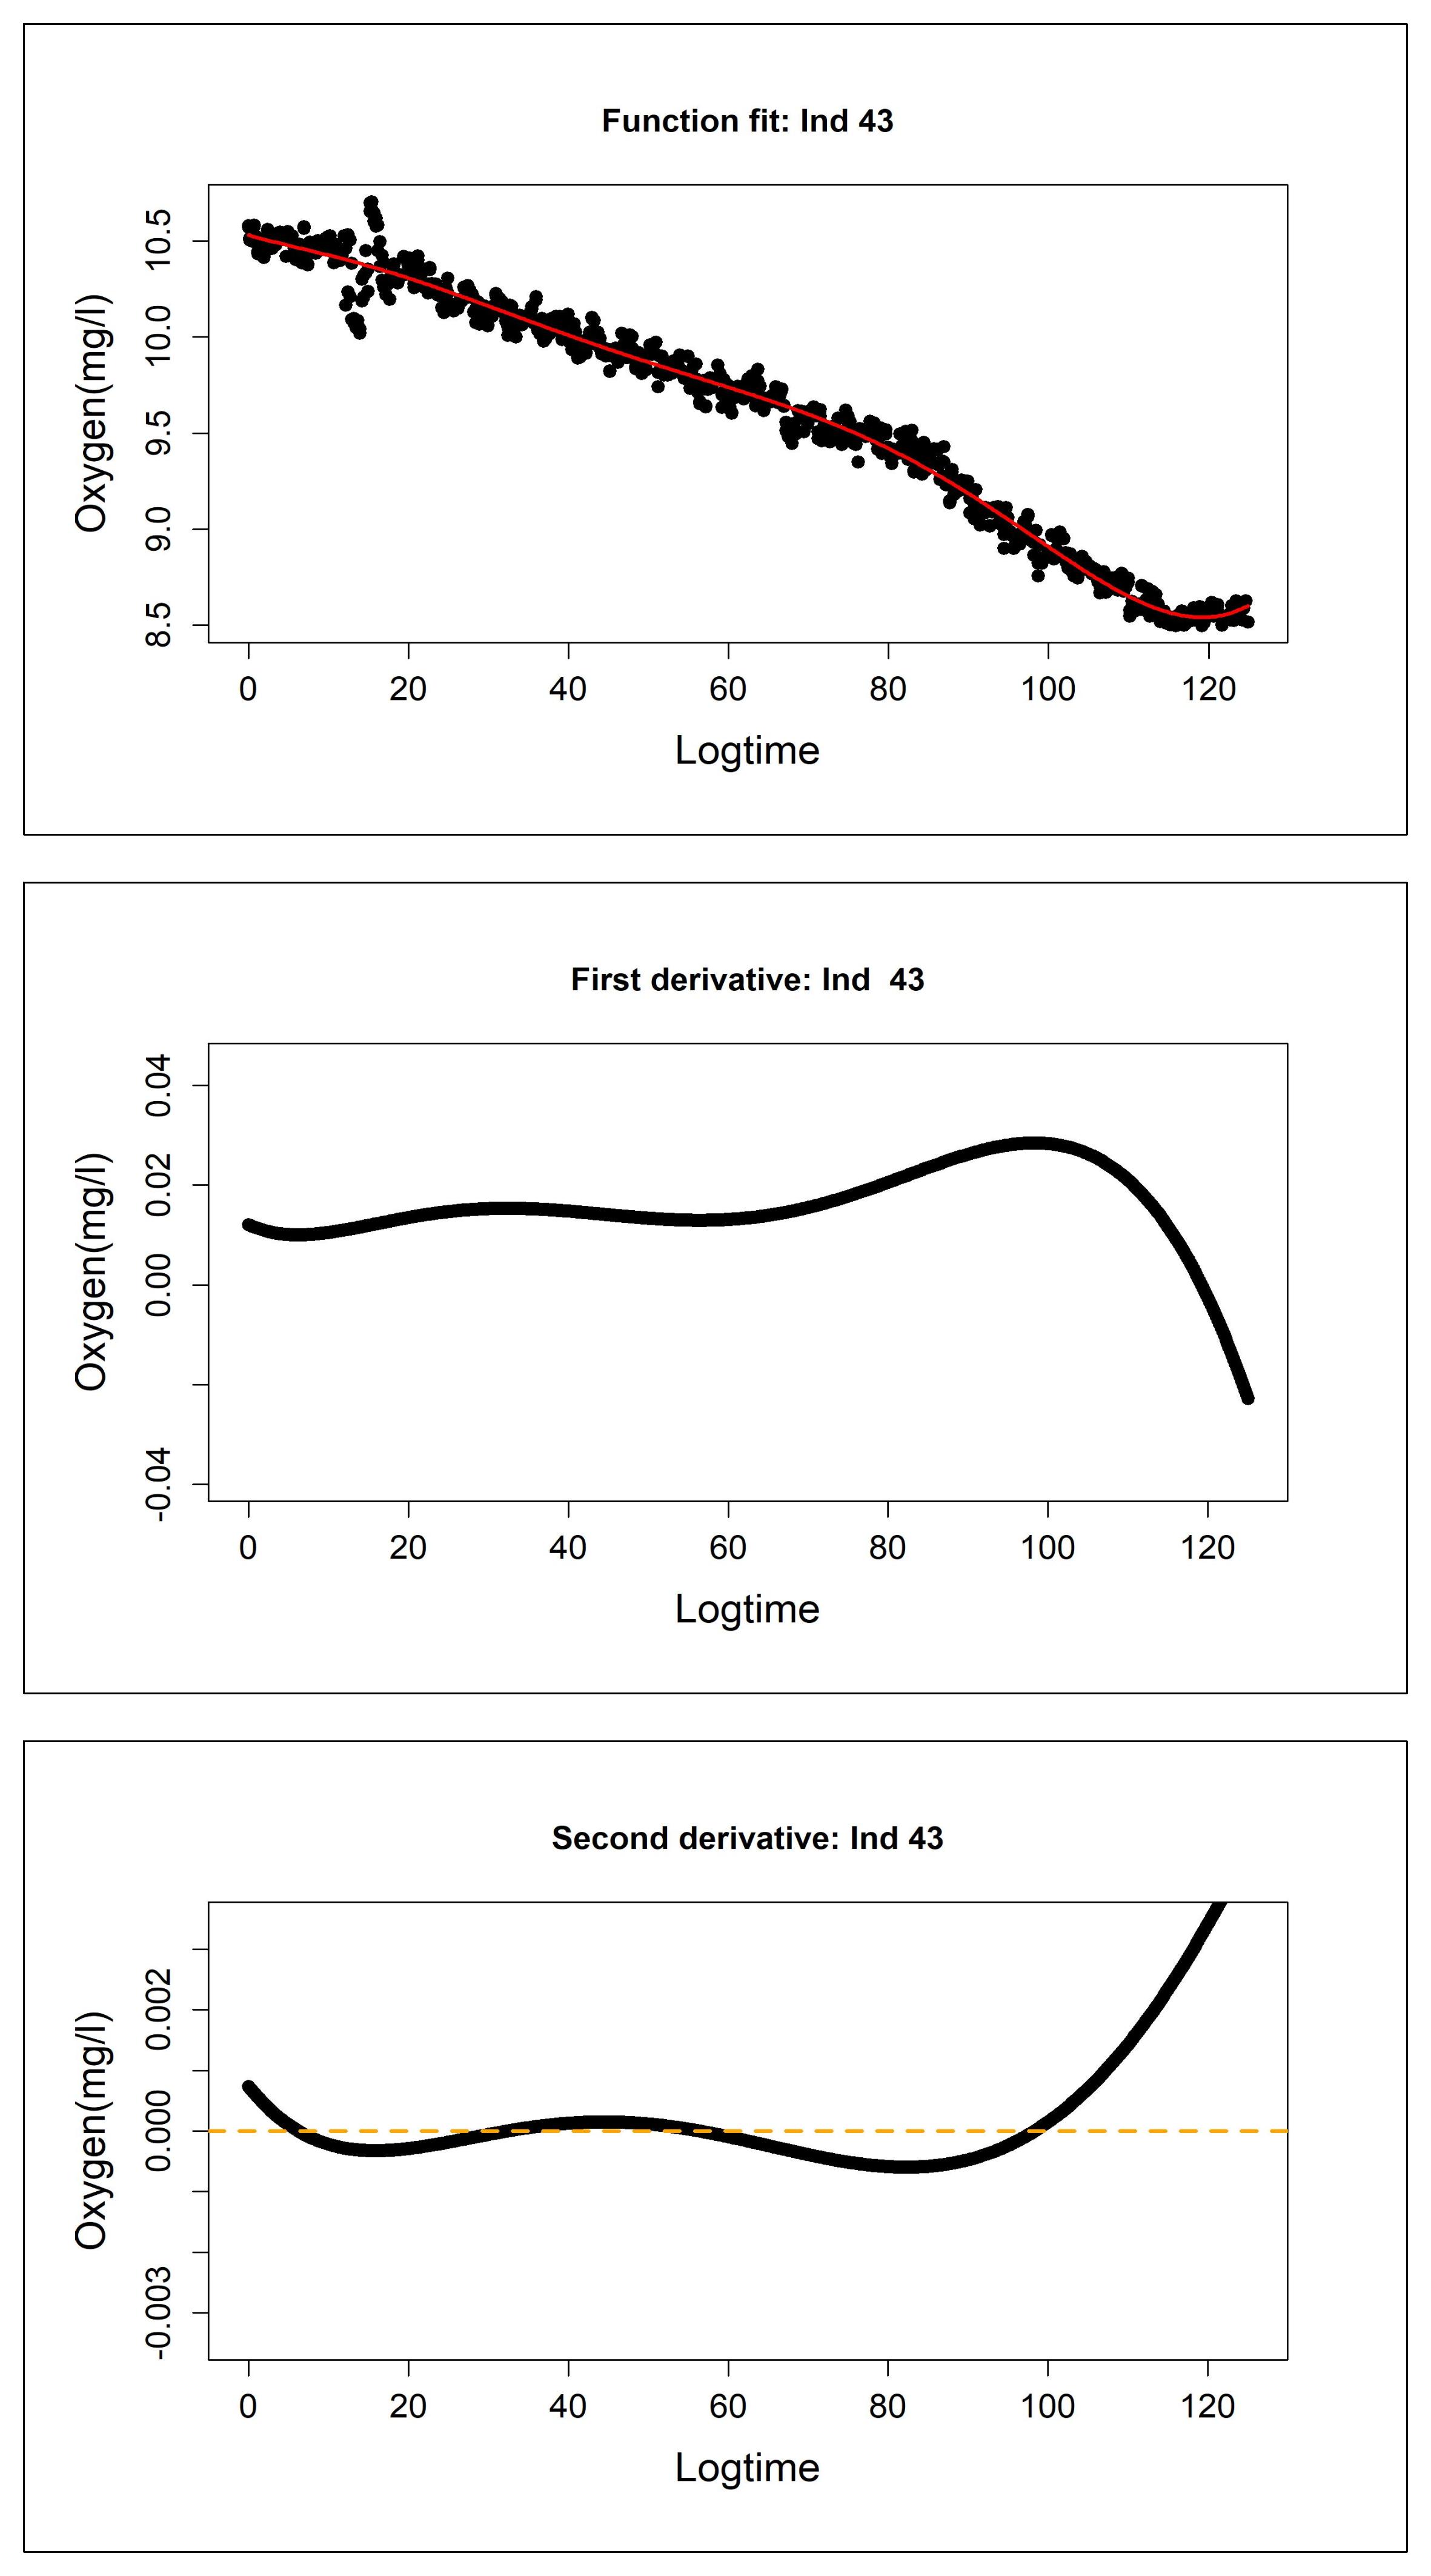 Function fit: Ind 43
Oxygen(mg/l)
10.5
10.0
9.5
9.0
8.5
0 20 40 60 80 100 120
Logtime
First derivative: Ind 43
Oxygen(mg/l)
0.04
0.02
0.00
-0.04
0 20 40 60 80 100 120
Logtime
Second derivative: Ind 43
Oxygen(mg/l)
0.002
0.000
-0.003
0 20 40 60 80 100 120
Logtime